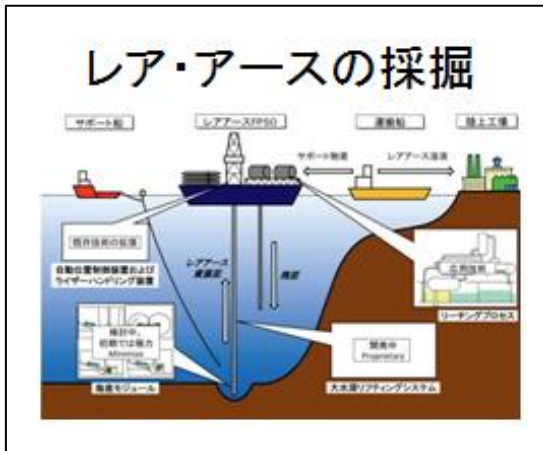 レア・アースの採掘
サポート船
レアアースFPSO
運搬船
陸上工場
サポート物資
レアアース溶液
既存技術の拡張
自動位置制御装置および
ライザーハンドリング装置
レアアース
資源泥
残泥
応用技術
リーチングプロセス
検討中、
初期では極力
Minimize
集泥モジュール
開発中
Proprietary
大水深リフティングシステム